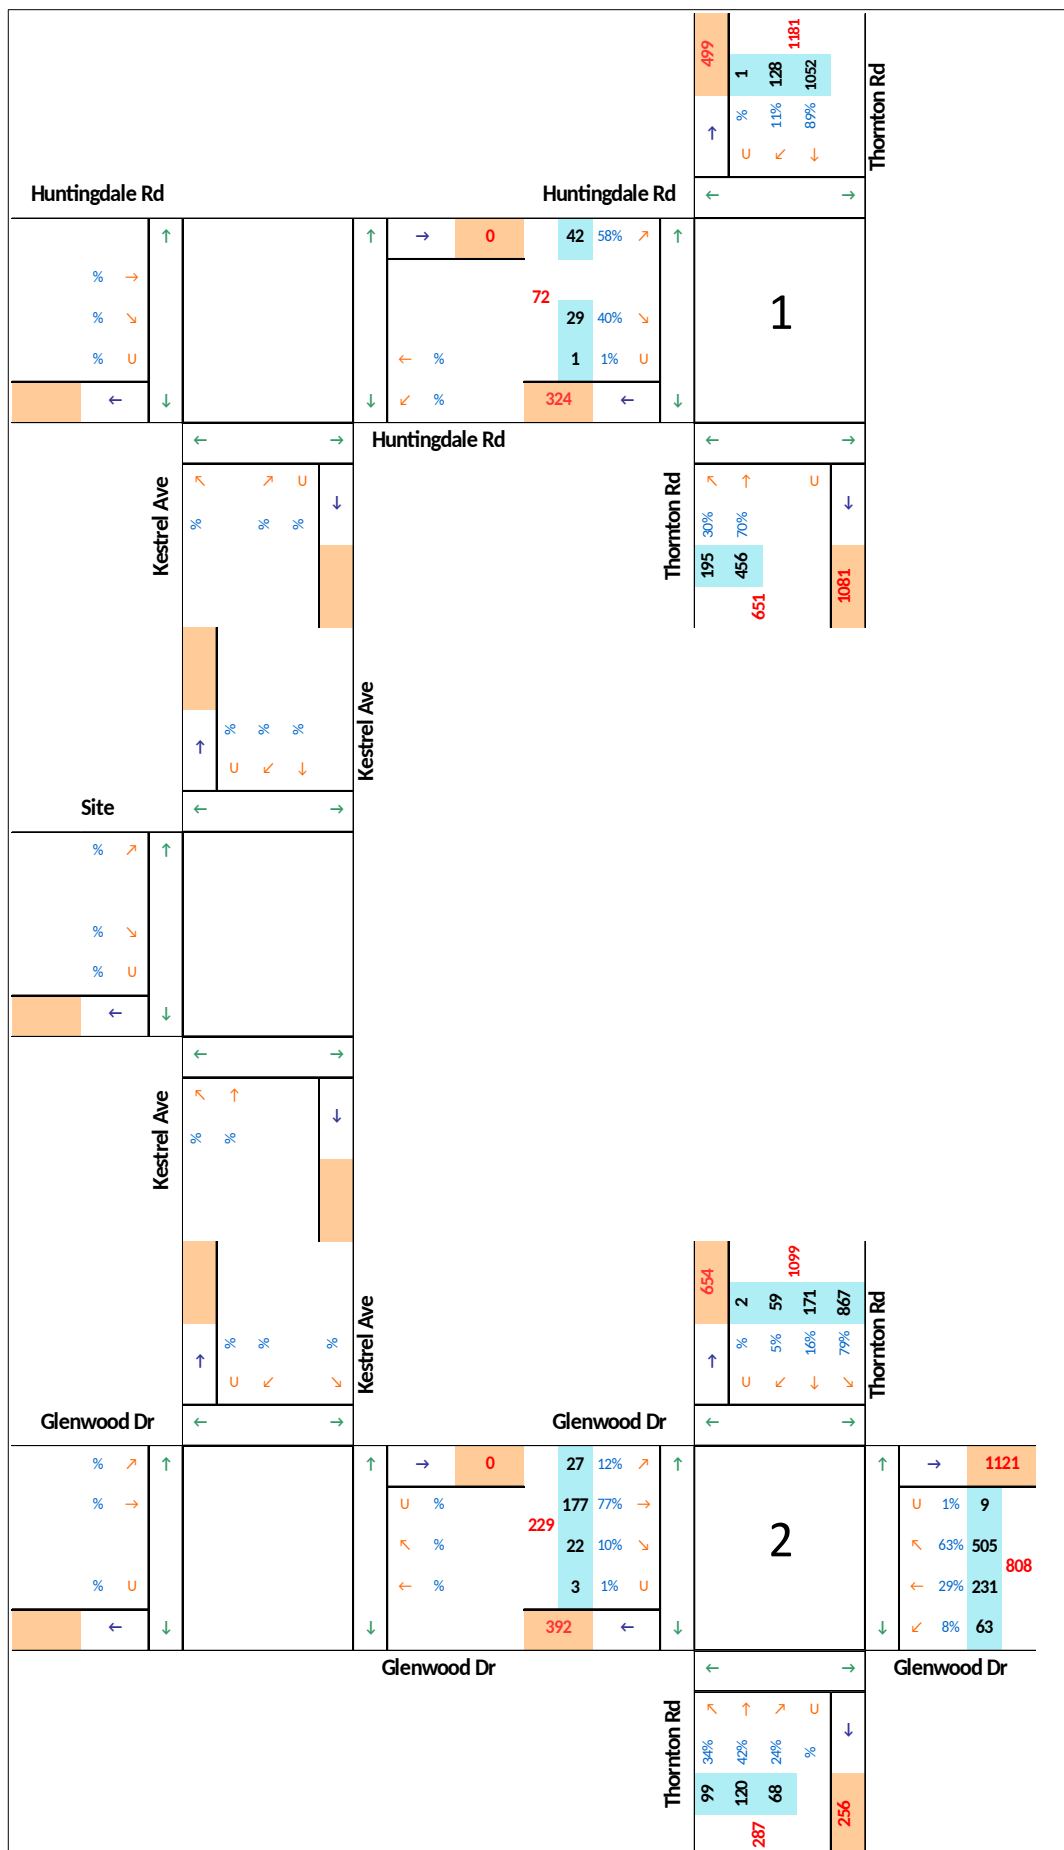 499
1181
1 128 1052
% 11% 89%
↑
U ↙ ↓
Thornton Rd
Huntingdale Rd
Huntingdale Rd
← →
↑
↑ → 0 42 58% ↗ ↑
% →
72
% ↘
29 40% ↘
1
% U
← % 1 1% U
← ↓
↓ ↙ % 324 ← ↓
← →
Huntingdale Rd
← →
Kestrel Ave
↖ ↗ U ↓
% % %
Thornton Rd
↖ ↑ U ↓
30% 70%
195 456
651
1081
% % %
↑ U ↙ ↓
Kestrel Ave
Site
← →
% ↗ ↑
% ↘
% U
← ↓
← →
Kestrel Ave
↖ ↑ ↓
% %
654
1099
2 59 171 867
% 5% 16% 79%
↑ U ↙ ↓ ↘
Thornton Rd
% % %
↑ U ↙ ↘
Kestrel Ave
Glenwood Dr
← →
Glenwood Dr
← →
% ↗ ↑
↑ → 0 27 12% ↗ ↑
↑ → 1121
% →
U % 177 77% →
U 1% 9
229
2
↖ % 22 10% ↘
↖ 63% 505
808
% U
← % 3 1% U
← 29% 231
← ↓
↓ 392 ← ↓
↓ ↙ 8% 63
Glenwood Dr
← →
Glenwood Dr
Thornton Rd
↖ ↑ ↗ U ↓
34% 42% 24% %
99 120 68
287
256